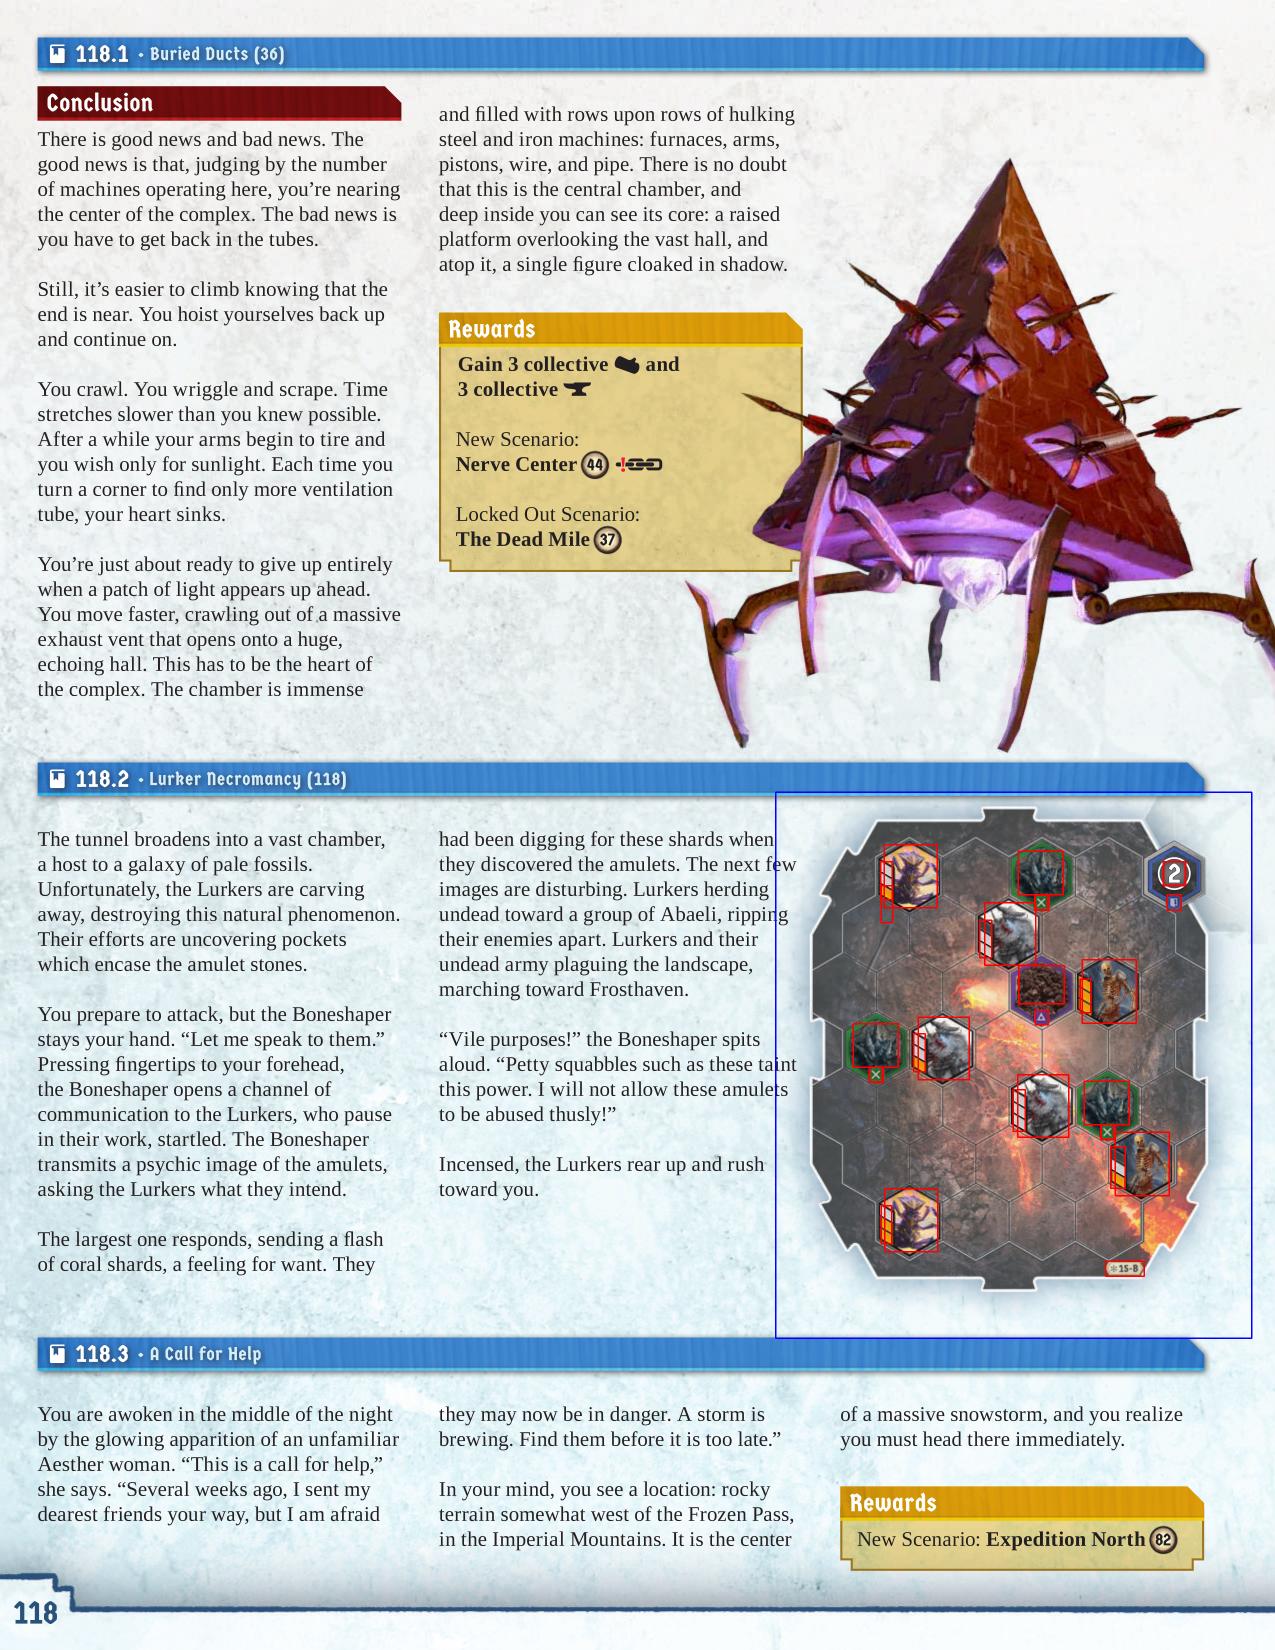 118.1 • Buried Ducts (36)
Conclusion
There is good news and bad news. The
good news is that, judging by the number
of machines operating here, you’re nearing
the center of the complex. The bad news is
you have to get back in the tubes.
Still, it’s easier to climb knowing that the
end is near. You hoist yourselves back up
and continue on.
You crawl. You wriggle and scrape. Time
stretches slower than you knew possible.
After a while your arms begin to tire and
you wish only for sunlight. Each time you
turn a corner to find only more ventilation
tube, your heart sinks.
You’re just about ready to give up entirely
when a patch of light appears up ahead.
You move faster, crawling out of a massive
exhaust vent that opens onto a huge,
echoing hall. This has to be the heart of
the complex. The chamber is immense
and filled with rows upon rows of hulking
steel and iron machines: furnaces, arms,
pistons, wire, and pipe. There is no doubt
that this is the central chamber, and
deep inside you can see its core: a raised
platform overlooking the vast hall, and
atop it, a single figure cloaked in shadow.
Rewards
Gain 3 collective and
3 collective
New Scenario:
Nerve Center 44
Locked Out Scenario:
The Dead Mile 37
118.2 • Lurker Necromancy (118)
The tunnel broadens into a vast chamber,
a host to a galaxy of pale fossils.
Unfortunately, the Lurkers are carving
away, destroying this natural phenomenon.
Their efforts are uncovering pockets
which encase the amulet stones.
You prepare to attack, but the Boneshaper
stays your hand. “Let me speak to them.”
Pressing fingertips to your forehead,
the Boneshaper opens a channel of
communication to the Lurkers, who pause
in their work, startled. The Boneshaper
transmits a psychic image of the amulets,
asking the Lurkers what they intend.
The largest one responds, sending a flash
of coral shards, a feeling for want. They
had been digging for these shards when
they discovered the amulets. The next few
images are disturbing. Lurkers herding
undead toward a group of Abaeli, ripping
their enemies apart. Lurkers and their
undead army plaguing the landscape,
marching toward Frosthaven.
“Vile purposes!” the Boneshaper spits
aloud. “Petty squabbles such as these taint
this power. I will not allow these amulets
to be abused thusly!”
Incensed, the Lurkers rear up and rush
toward you.
2
15-B
118.3 • A Call for Help
You are awoken in the middle of the night
by the glowing apparition of an unfamiliar
Aesther woman. “This is a call for help,”
she says. “Several weeks ago, I sent my
dearest friends your way, but I am afraid
they may now be in danger. A storm is
brewing. Find them before it is too late.”
In your mind, you see a location: rocky
terrain somewhat west of the Frozen Pass,
in the Imperial Mountains. It is the center
of a massive snowstorm, and you realize
you must head there immediately.
Rewards
New Scenario: Expedition North 82
118